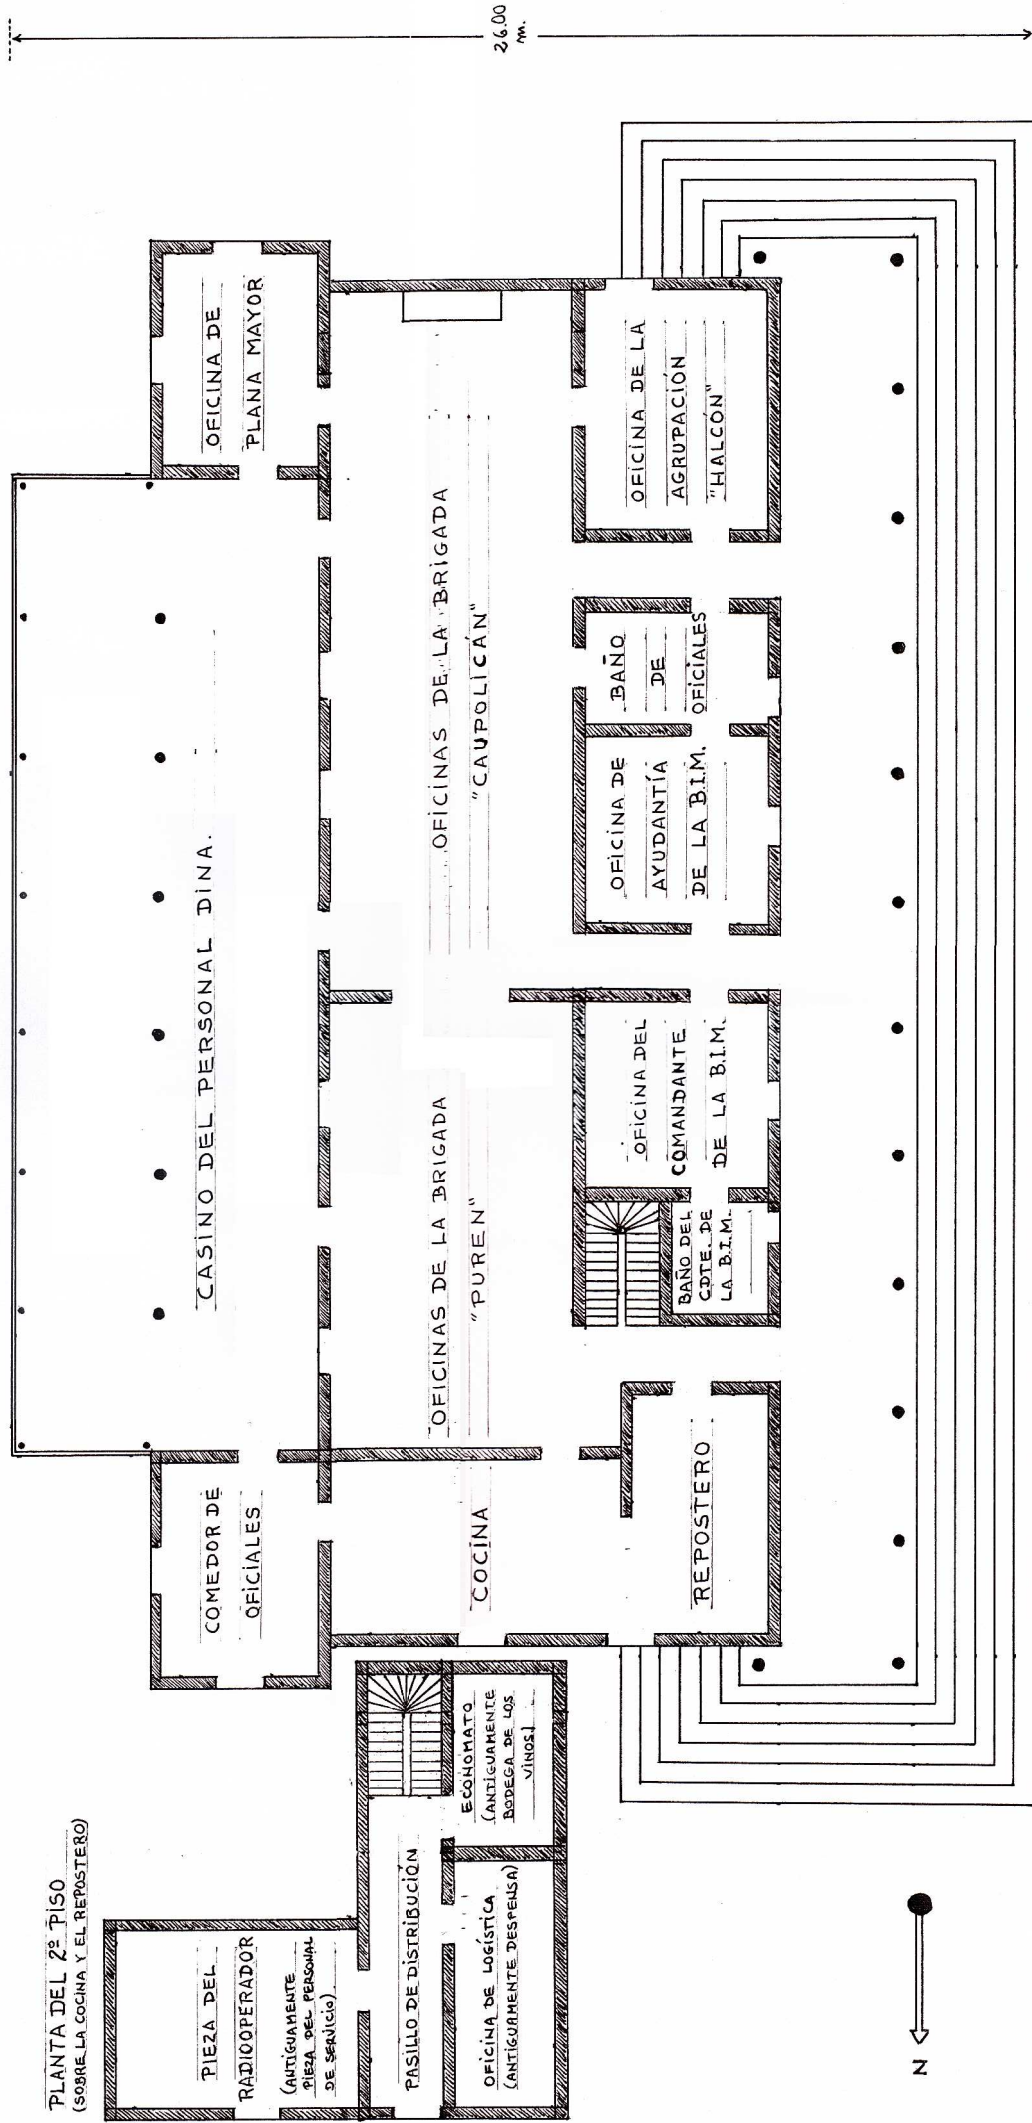 PLANTA DEL 2º PISO
(SOBRE LA COCINA Y EL REPOSTERO)
PIEZA DEL
RADIOOPERADOR
(ANTIGUAMENTE
PIEZA DEL PERSONAL
DE SERVICIO)
PASILLO DE DISTRIBUCIÓN
OFICINA DE LOGÍSTICA
(ANTIGUAMENTE DESPENSA)
ECONOMATO
(ANTIGUAMENTE
BODEGA DE LOS
VINOS)
N
COMEDOR DE
OFICIALES
COCINA
REPOSTERO
CASINO DEL PERSONAL DINA.
OFICINAS DE LA BRIGADA
"PUREN"
BAÑO DEL
CDTE. DE
LA B.I.M.
OFICINA DEL
COMANDANTE
DE LA B.I.M.
OFICINAS DE LA BRIGADA
"CAUPOLICÁN"
OFICINA DE
AYUDANTÍA
DE LA B.I.M.
BAÑO
DE
OFICIALES
OFICINA DE
PLANA MAYOR
OFICINA DE LA
AGRUPACIÓN
"HALCÓN"
26.00
m.